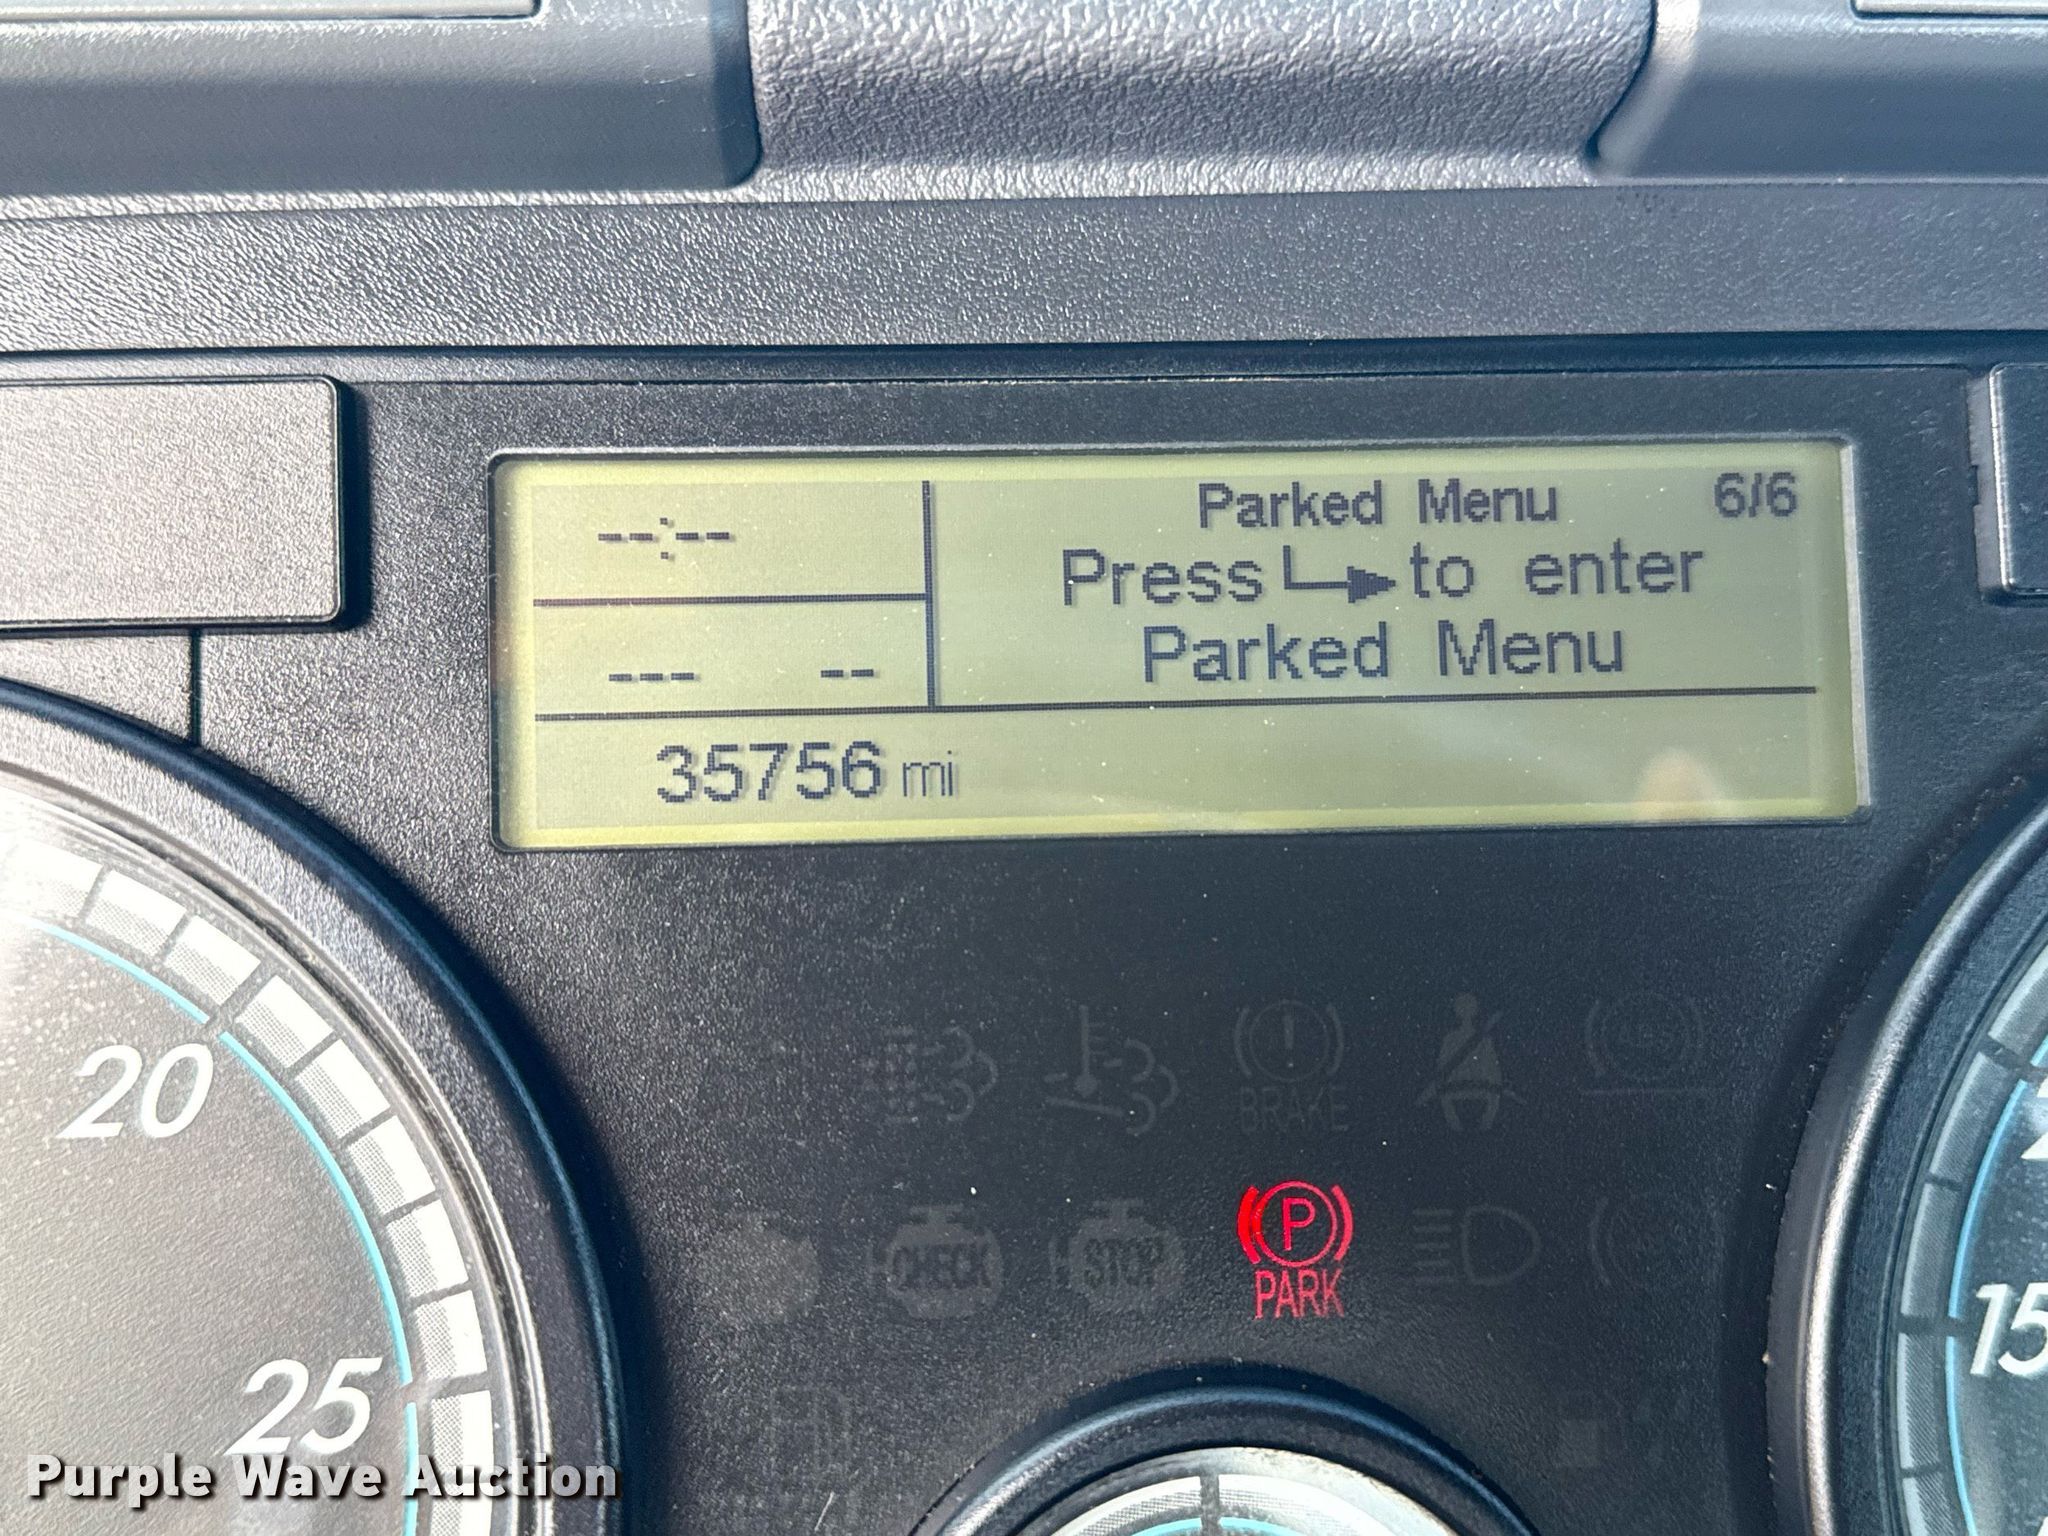 --:--
Parked Menu 6/6
Press to enter
Parked Menu
--- --
35756 mi
BRAKE
CHECK
STOP
P
PARK
20
25
15
Purple Wave Auction